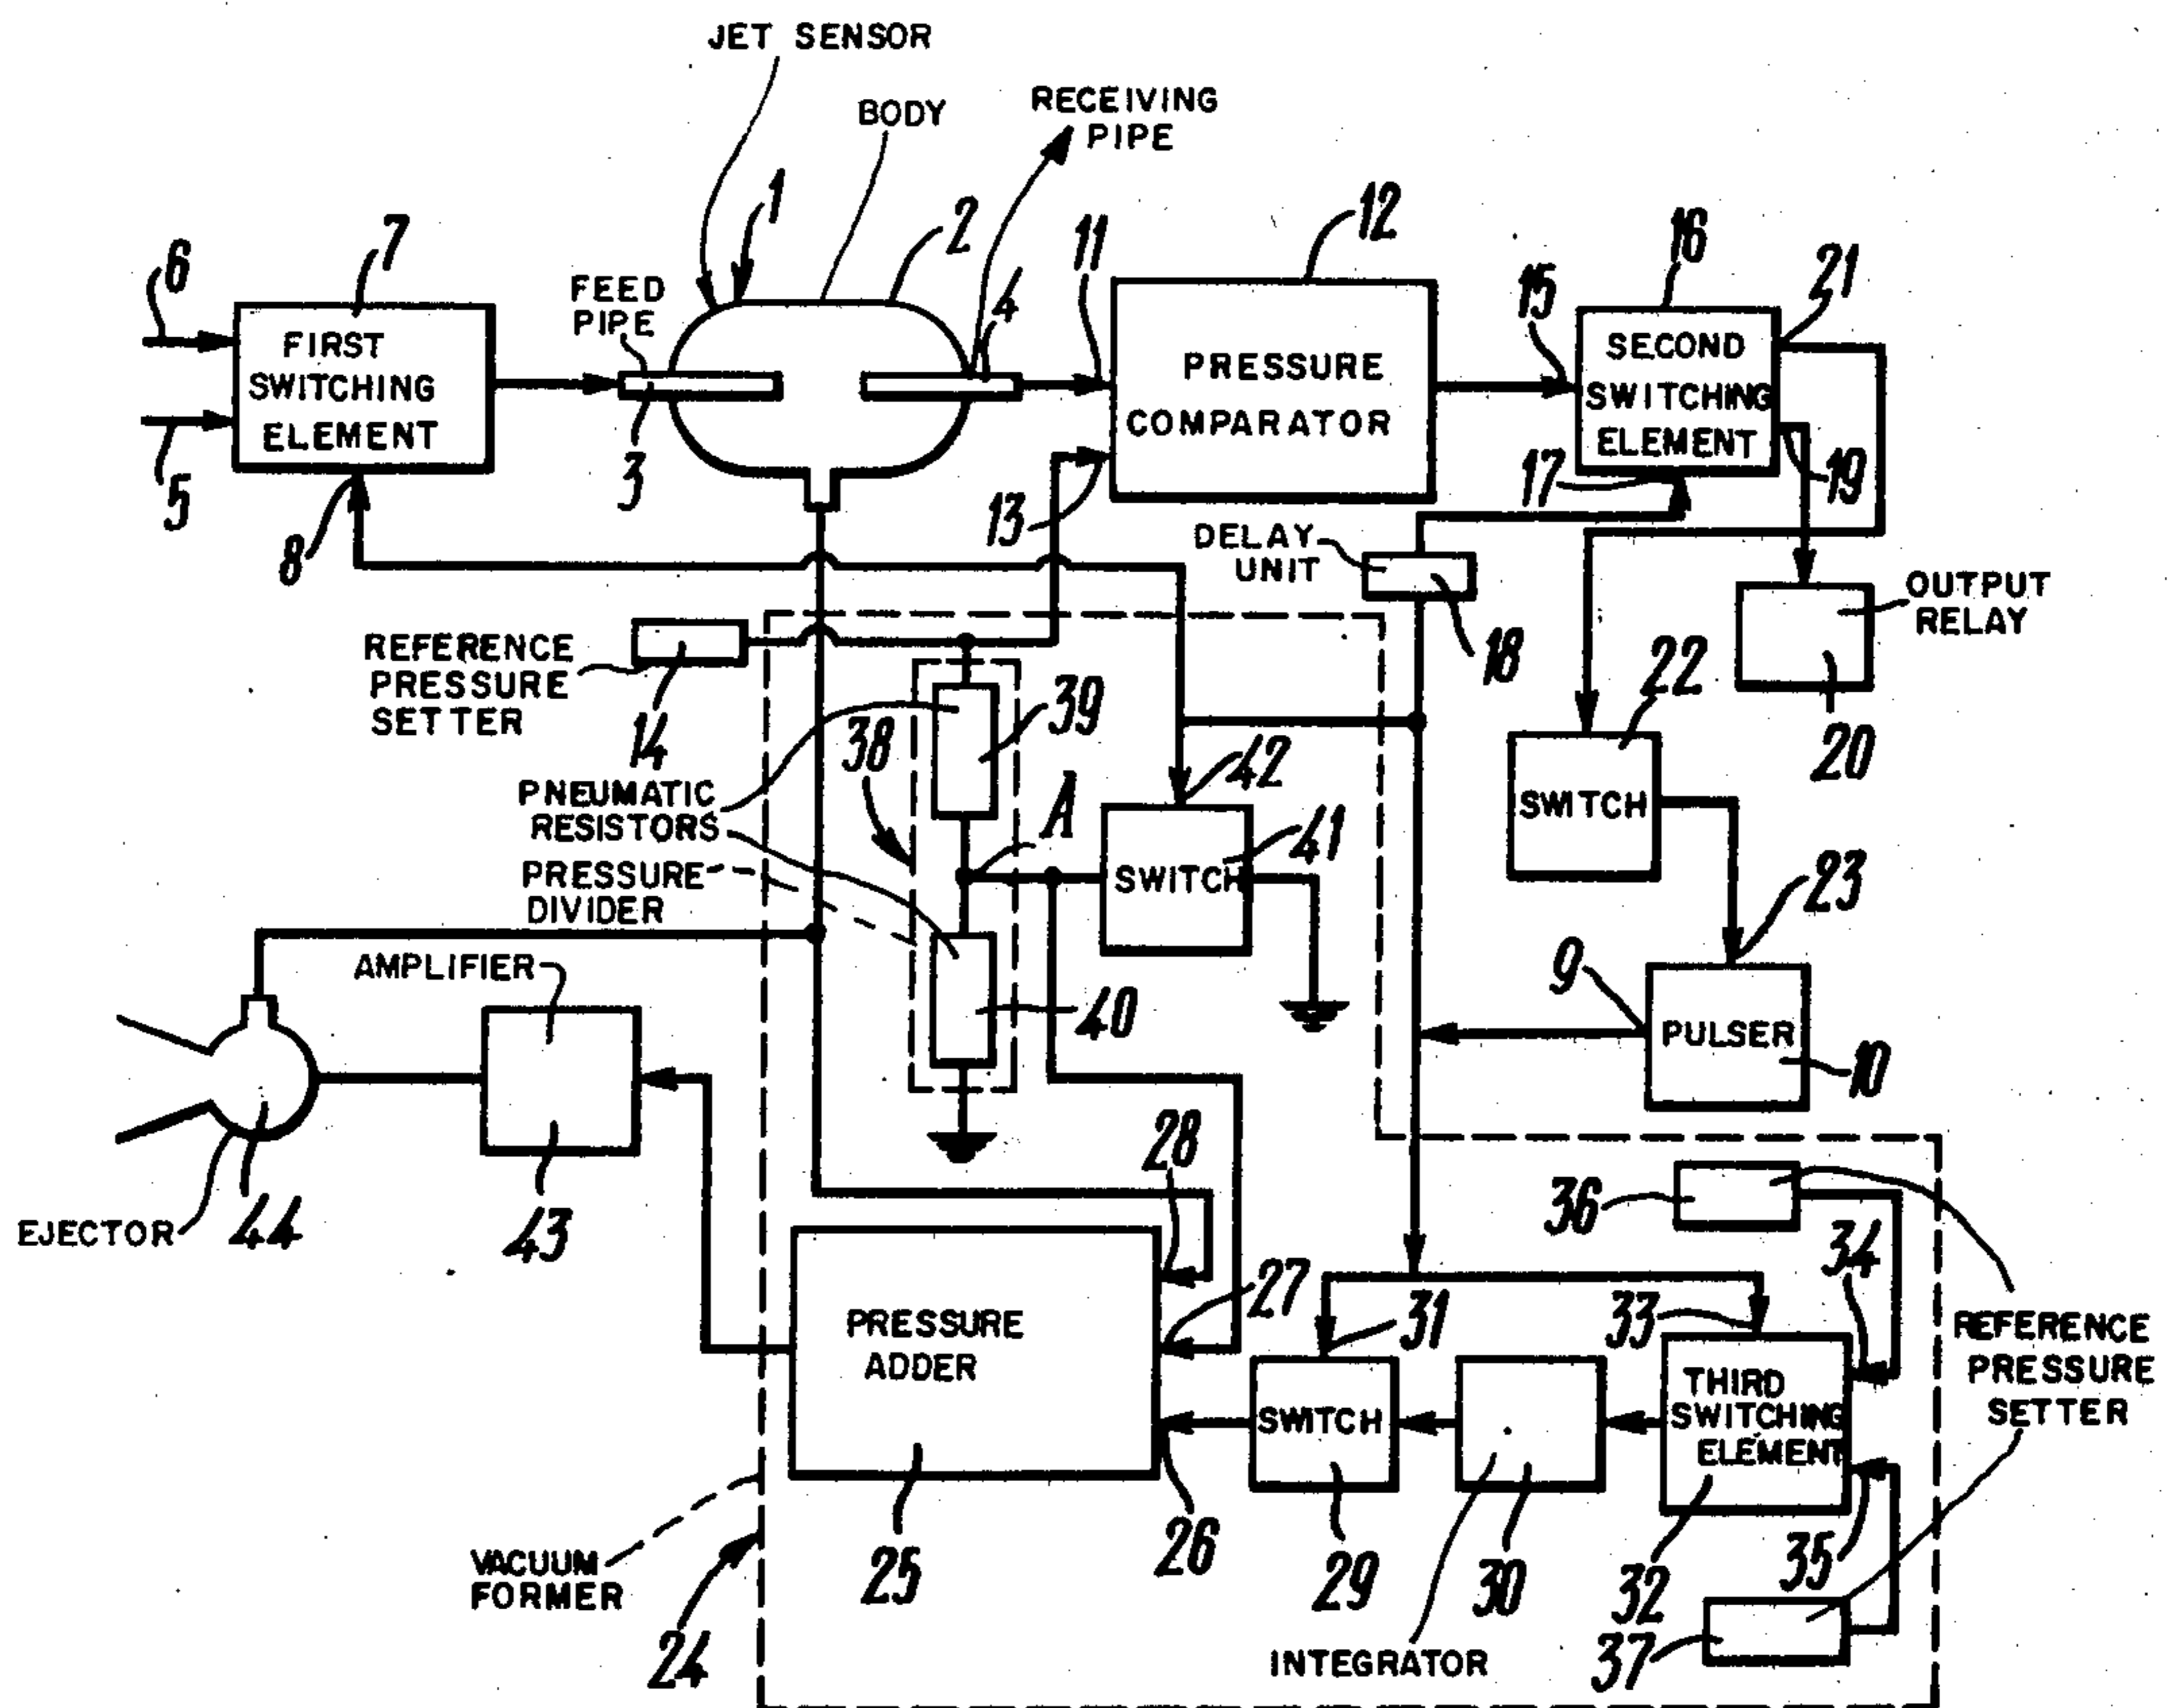 JET SENSOR
BODY
RECEIVING
PIPE
1
2
12
16
21
6
7
FEED
PIPE
4
11
15
FIRST
SWITCHING
ELEMENT
PRESSURE
COMPARATOR
SECOND
SWITCHING
ELEMENT
5
3
8
13
17
19
DELAY
UNIT
18
OUTPUT
RELAY
20
REFERENCE
PRESSURE
SETTER
14
38
39
42
22
PNEUMATIC
RESISTORS
A
SWITCH
41
SWITCH
PRESSURE
DIVIDER
23
AMPLIFIER
40
9
PULSER
10
EJECTOR
44
43
28
36
34
27
31
33
PRESSURE
ADDER
SWITCH
THIRD
SWITCHING
ELEMENT
REFERENCE
PRESSURE
SETTER
25
26
29
30
32
35
37
VACUUM
FORMER
24
INTEGRATOR